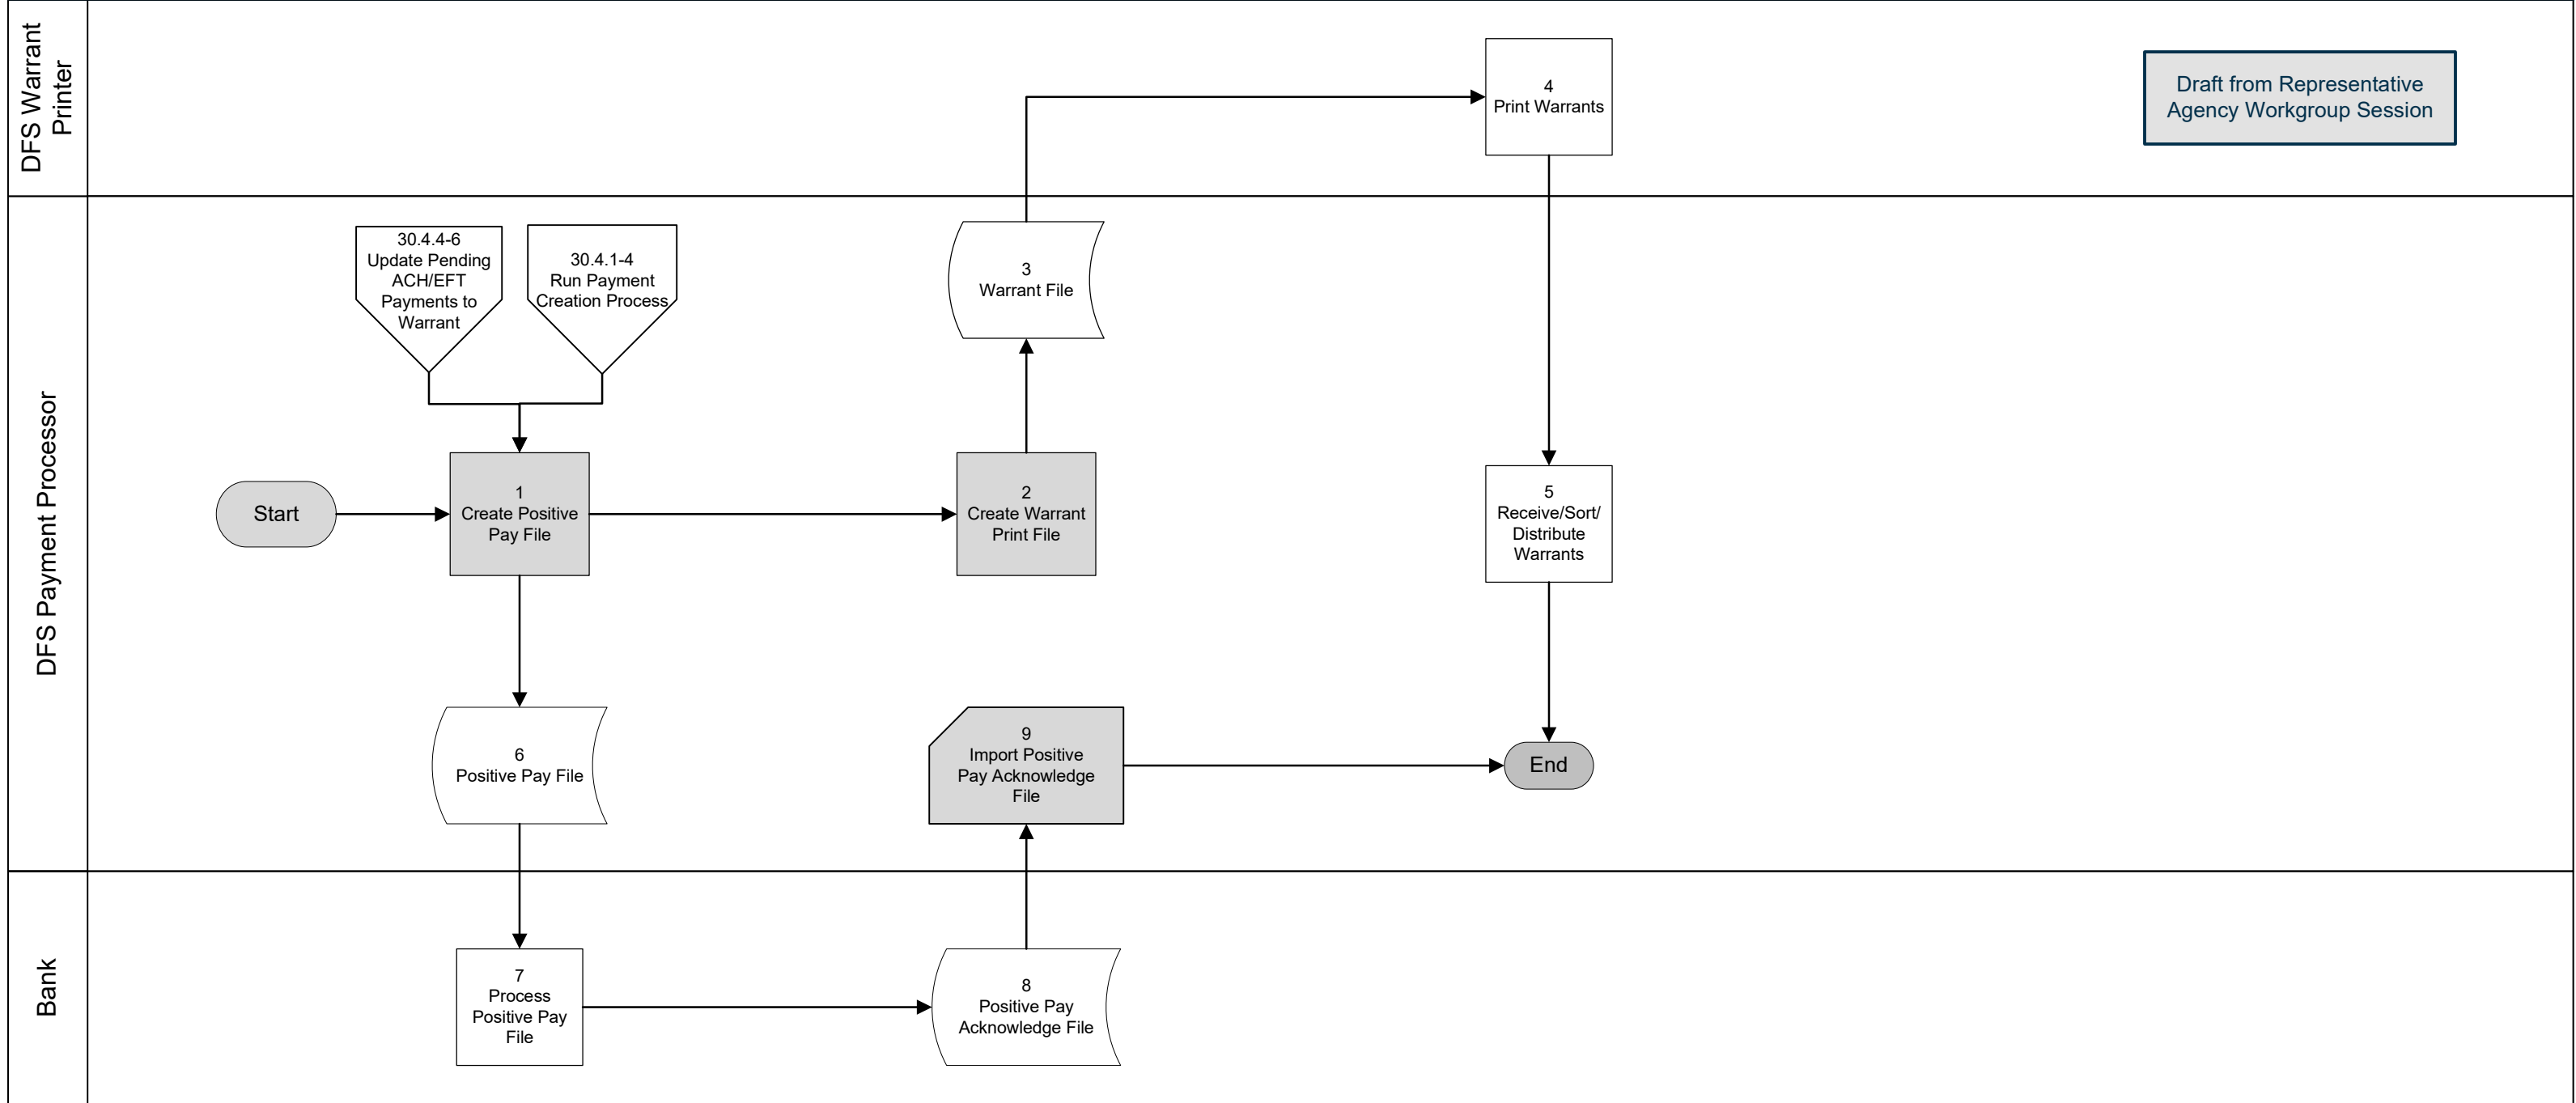 DFS Warrant
Printer
4
Print Warrants
Draft from Representative
Agency Workgroup Session
DFS Payment Processor
30.4.4-6
Update Pending
ACH/EFT
Payments to
Warrant
30.4.1-4
Run Payment
Creation Process
3
Warrant File
Start
1
Create Positive
Pay File
2
Create Warrant
Print File
5
Receive/Sort/
Distribute
Warrants
6
Positive Pay File
9
Import Positive
Pay Acknowledge
File
End
Bank
7
Process
Positive Pay
File
8
Positive Pay
Acknowledge File